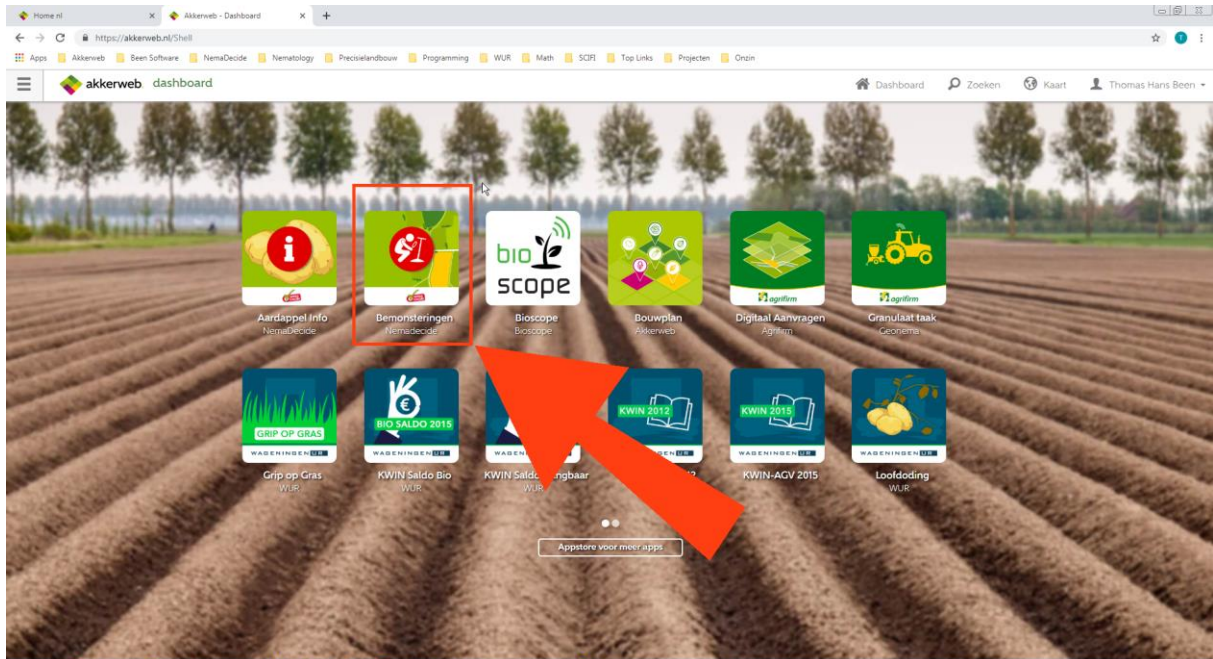 Home nl
Akkerweb - Dashboard
https://akkerweb.nl/Shell
Apps Akkerweb Been Software NemaDecide Nematology Precisielandbouw Programming WUR Math SCIFI Top Links Projecten Onzin
akkerweb dashboard
Dashboard Zoeken Kaart Thomas Hans Been
bio
scope
agrifirm
agrifirm
Aardappel Info Bemonsteringen Bioscope Bouwplan Digitaal Aanvragen Granulaat taak
NemaDecide Nemadecide Bioscope Akkerweb Agrifirm Geonema
GRIP OP GRAS
BIO SALDO 2015
KWIN 2012
KWIN 2015
WAGENINGEN UR WAGENINGEN UR WAGENINGEN UR WAGENINGEN UR
Grip op Gras KWIN Saldo Bio KWIN KWIN-AGV 2015 Loofdoding
WUR WUR WUR WUR WUR
Appstore voor meer apps